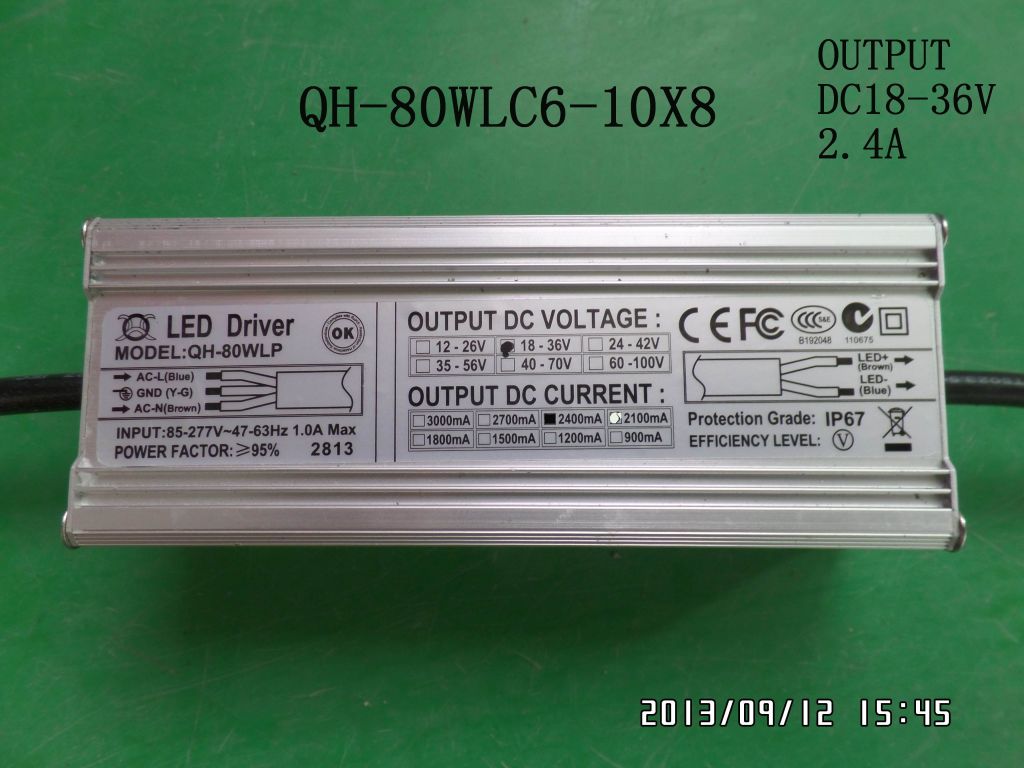 OUTPUT
DC18-36V
2.4A
QH-80WLC6-10X8
LED Driver
OK
MODEL:QH-80WLP
AC-L(Blue)
GND (Y-G)
AC-N(Brown)
INPUT:85-277V~47-63Hz 1.0A Max
POWER FACTOR:≥95% 2813
OUTPUT DC VOLTAGE :
12 - 26V 18 - 36V 24 - 42V
35 - 56V 40 - 70V 60 -100V
OUTPUT DC CURRENT :
3000mA 2700mA 2400mA 2100mA
1800mA 1500mA 1200mA 900mA
CE FC CCC S&E
B192048 110675
LED+
(Brown)
LED-
(Blue)
Protection Grade: IP67
EFFICIENCY LEVEL: V
2013/09/12 15:45